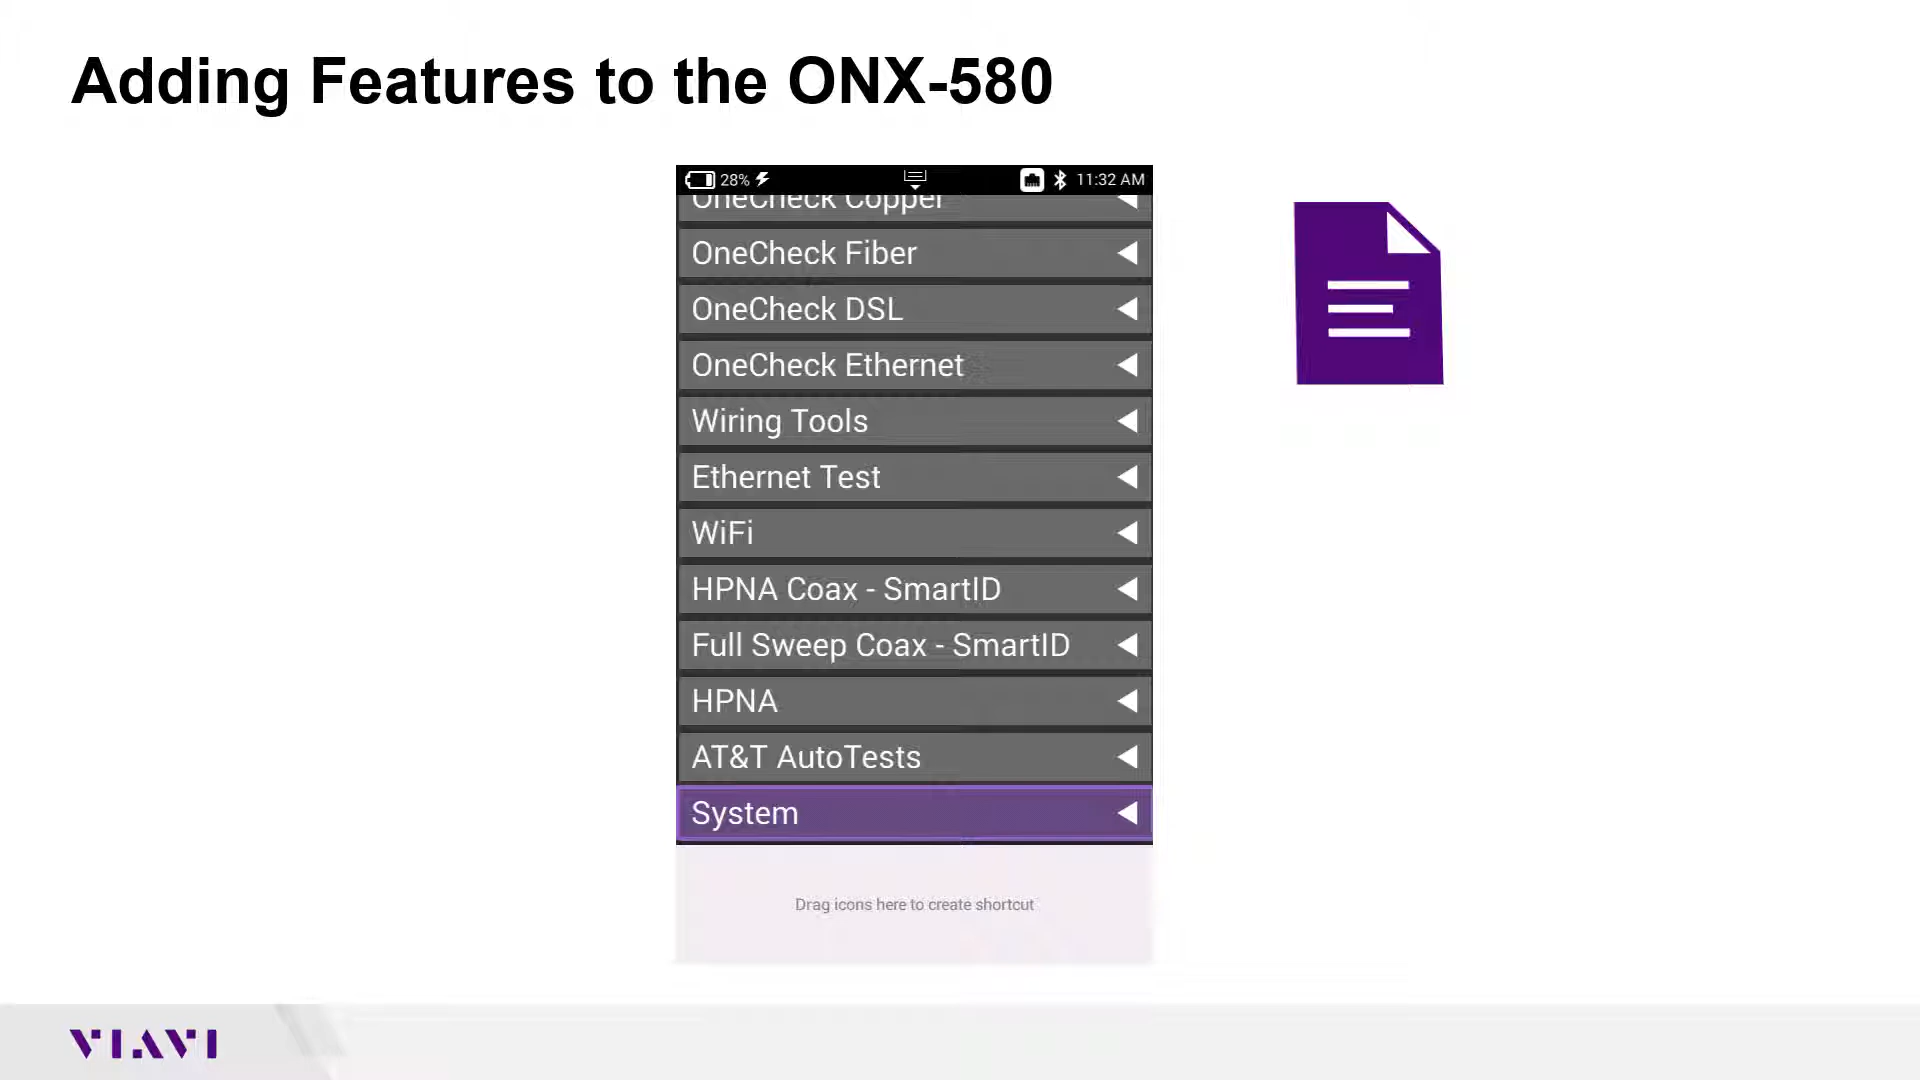 Adding Features to the ONX-580
28% 11:32 AM
OneCheck Copper
OneCheck Fiber
OneCheck DSL
OneCheck Ethernet
Wiring Tools
Ethernet Test
WiFi
HPNA Coax - SmartID
Full Sweep Coax - SmartID
HPNA
AT&T AutoTests
System
Drag icons here to create shortcut
VIAVI